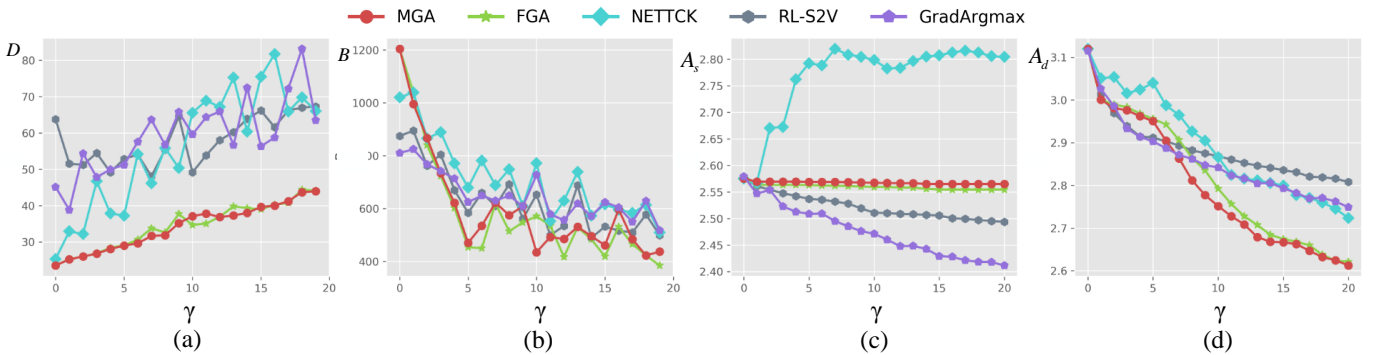 MGA FGA NETTCK RL-S2V GradArgmax
D
80
70
60
50
40
30
0 5 10 15 20
γ
(a)
B
1200
1000
800
600
400
0 5 10 15 20
γ
(b)
A_s
2.80
2.75
2.70
2.65
2.60
2.55
2.50
2.45
2.40
0 5 10 15 20
γ
(c)
A_d
3.1
3.0
2.9
2.8
2.7
2.6
0 5 10 15 20
γ
(d)